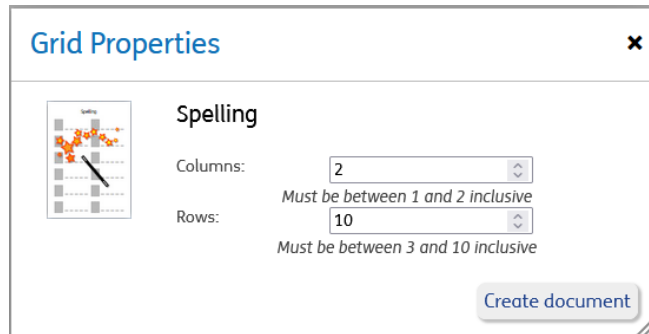 Grid Properties
Spelling
Spelling
Columns: 2
Must be between 1 and 2 inclusive
Rows: 10
Must be between 3 and 10 inclusive
Create document